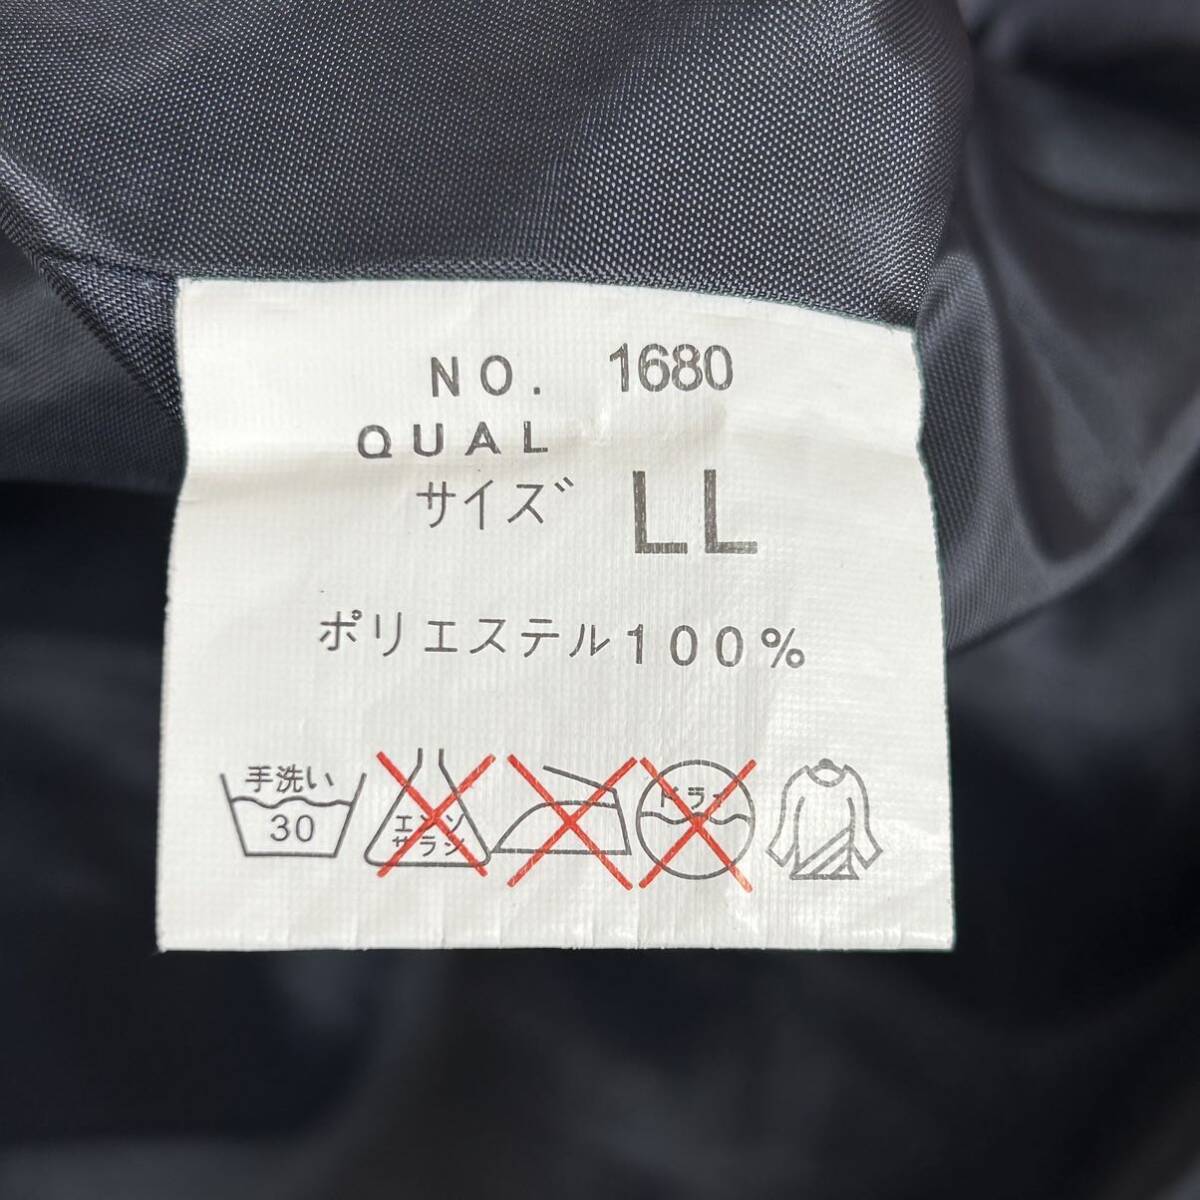 NO. 1680
QUAL
サイズ LL
ポリエステル100%
手洗い
30
エンソ
サラシ
ドライ